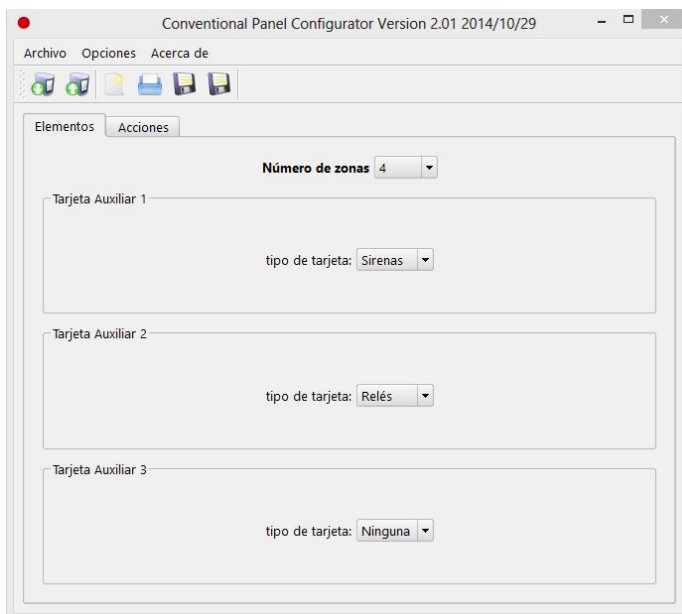 Conventional Panel Configurator Version 2.01 2014/10/29
Archivo Opciones Acerca de
Elementos Acciones
Número de zonas 4
Tarjeta Auxiliar 1
tipo de tarjeta: Sirenas
Tarjeta Auxiliar 2
tipo de tarjeta: Relés
Tarjeta Auxiliar 3
tipo de tarjeta: Ninguna